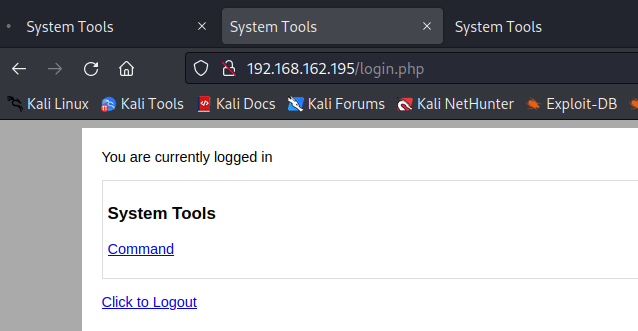 System Tools
System Tools
System Tools
192.168.162.195/login.php
Kali Linux Kali Tools Kali Docs Kali Forums Kali NetHunter Exploit-DB
You are currently logged in
System Tools
Command
Click to Logout